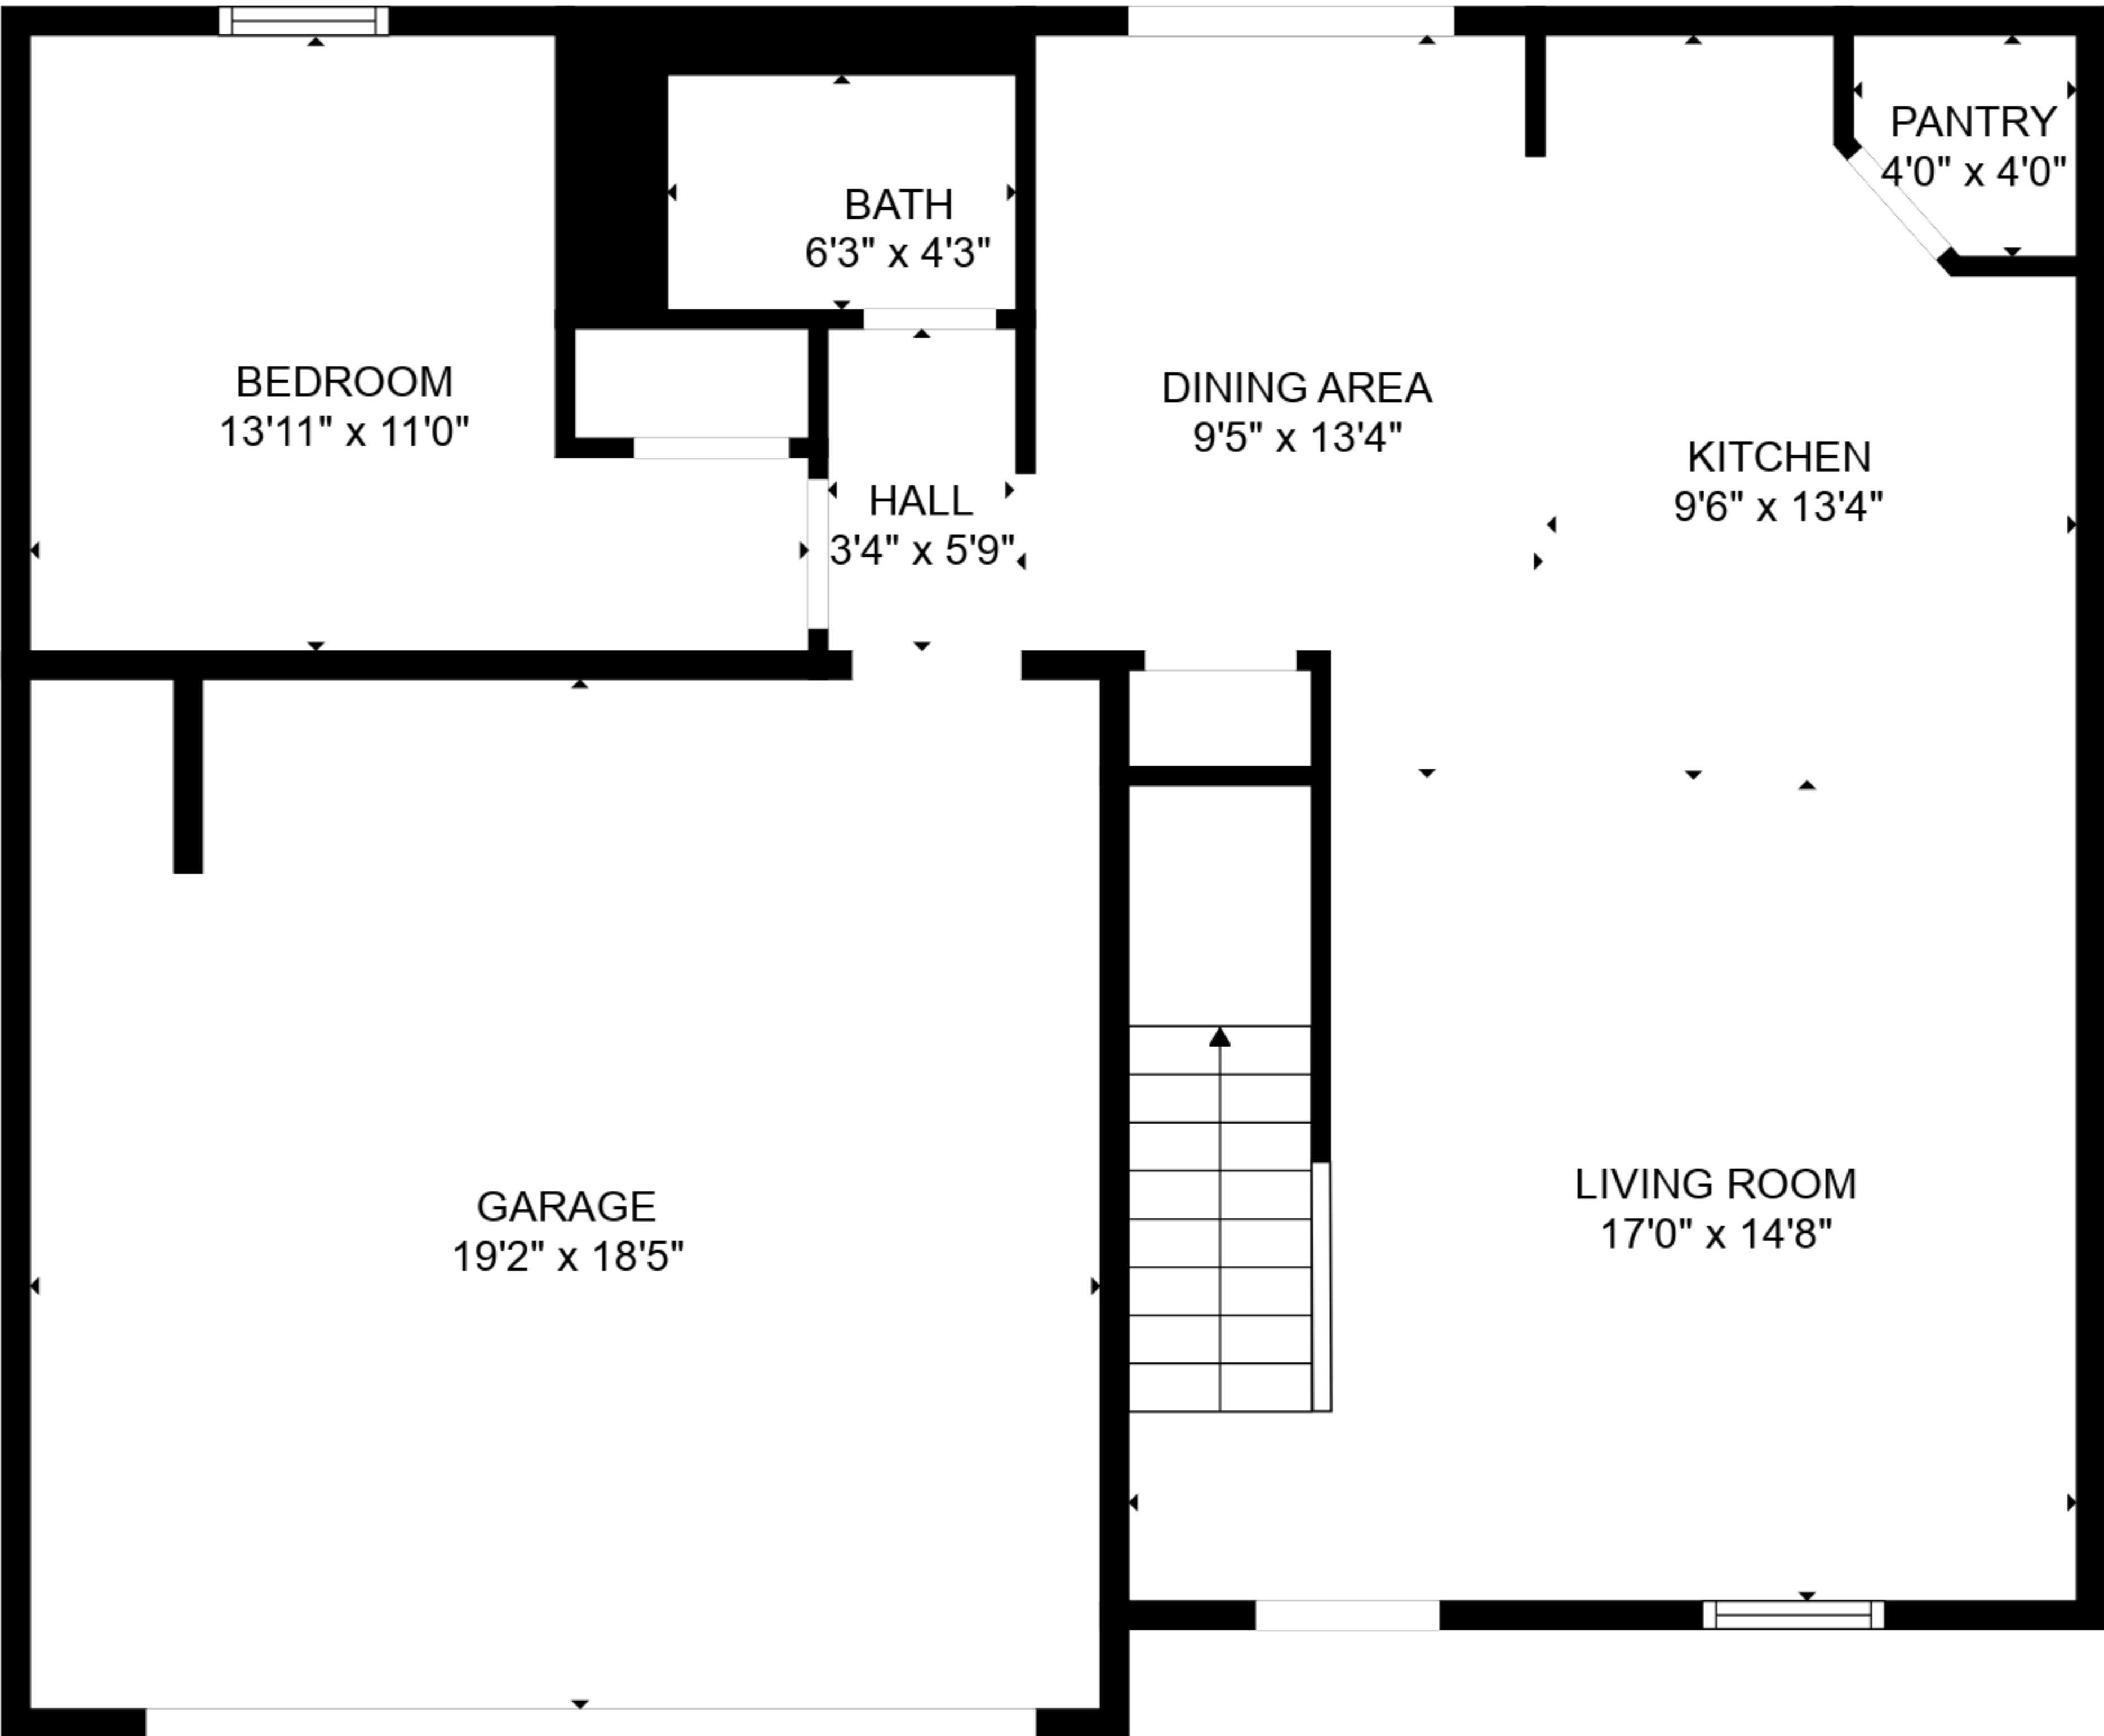 PANTRY
4'0" x 4'0"
BATH
6'3" x 4'3"
BEDROOM
13'11" x 11'0"
DINING AREA
9'5" x 13'4"
KITCHEN
9'6" x 13'4"
HALL
3'4" x 5'9"
GARAGE
19'2" x 18'5"
LIVING ROOM
17'0" x 14'8"